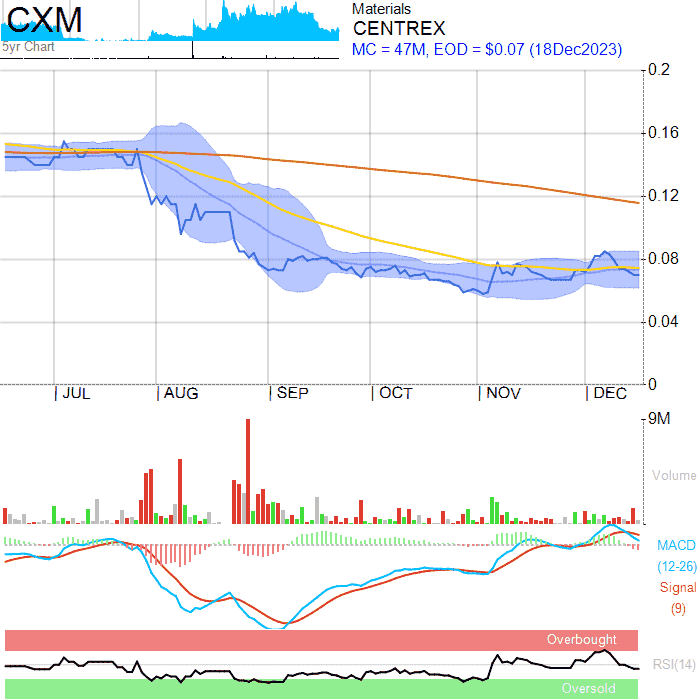 CXM
5yr Chart
Materials
CENTREX
MC = 47M, EOD = $0.07 (18Dec2023)
0.2
0.16
0.12
0.08
0.04
0
JUL AUG SEP OCT NOV DEC
9M
Volume
MACD
(12-26)
Signal
(9)
Overbought
RSI(14)
Oversold